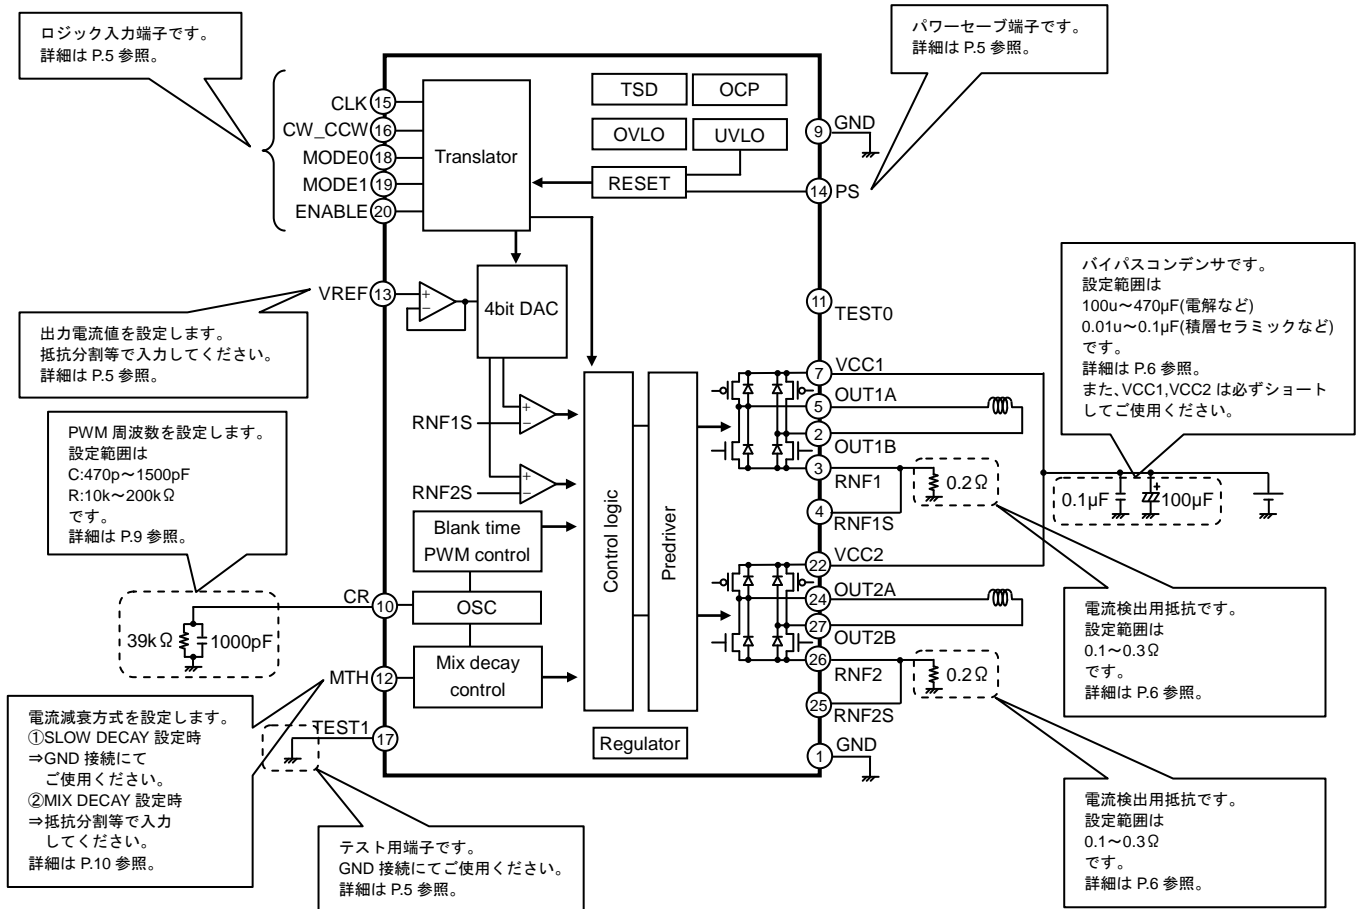 ロジック入力端子です。
詳細は P.5 参照。
パワーセーブ端子です。
詳細は P.5 参照。
CLK 15
CW_CCW 16
MODE0 18
MODE1 19
ENABLE 20
Translator
TSD
OCP
OVLO
UVLO
RESET
9 GND
14 PS
VREF 13
+
−
4bit DAC
11
TEST0
出力電流値を設定します。
抵抗分割等で入力してください。
詳細は P.5 参照。
バイパスコンデンサです。
設定範囲は
100u～470µF(電解など)
0.01u～0.1µF(積層セラミックなど)
です。
詳細は P.6 参照。
また、VCC1,VCC2 は必ずショート
してご使用ください。
PWM 周波数を設定します。
設定範囲は
C:470p～1500pF
R:10k～200kΩ
です。
詳細は P.9 参照。
RNF1S
+
−
RNF2S
+
−
Blank time
PWM control
OSC
Mix decay
control
Control logic
Predriver
Regulator
7 VCC1
5 OUT1A
2 OUT1B
3 RNF1
4 RNF1S
0.2Ω
0.1µF
+
100µF
22 VCC2
24 OUT2A
27 OUT2B
26 RNF2
25 RNF2S
0.2Ω
1 GND
CR 10
39kΩ
1000pF
MTH 12
TEST1 17
電流減衰方式を設定します。
①SLOW DECAY 設定時
⇒GND 接続にて
ご使用ください。
②MIX DECAY 設定時
⇒抵抗分割等で入力
してください。
詳細は P.10 参照。
テスト用端子です。
GND 接続にてご使用ください。
詳細は P.5 参照。
電流検出用抵抗です。
設定範囲は
0.1～0.3Ω
です。
詳細は P.6 参照。
電流検出用抵抗です。
設定範囲は
0.1～0.3Ω
です。
詳細は P.6 参照。